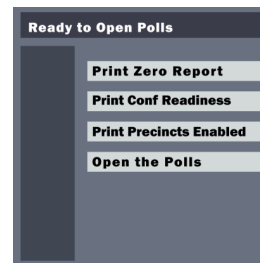 Ready to Open Polls
Print Zero Report
Print Conf Readiness
Print Precincts Enabled
Open the Polls